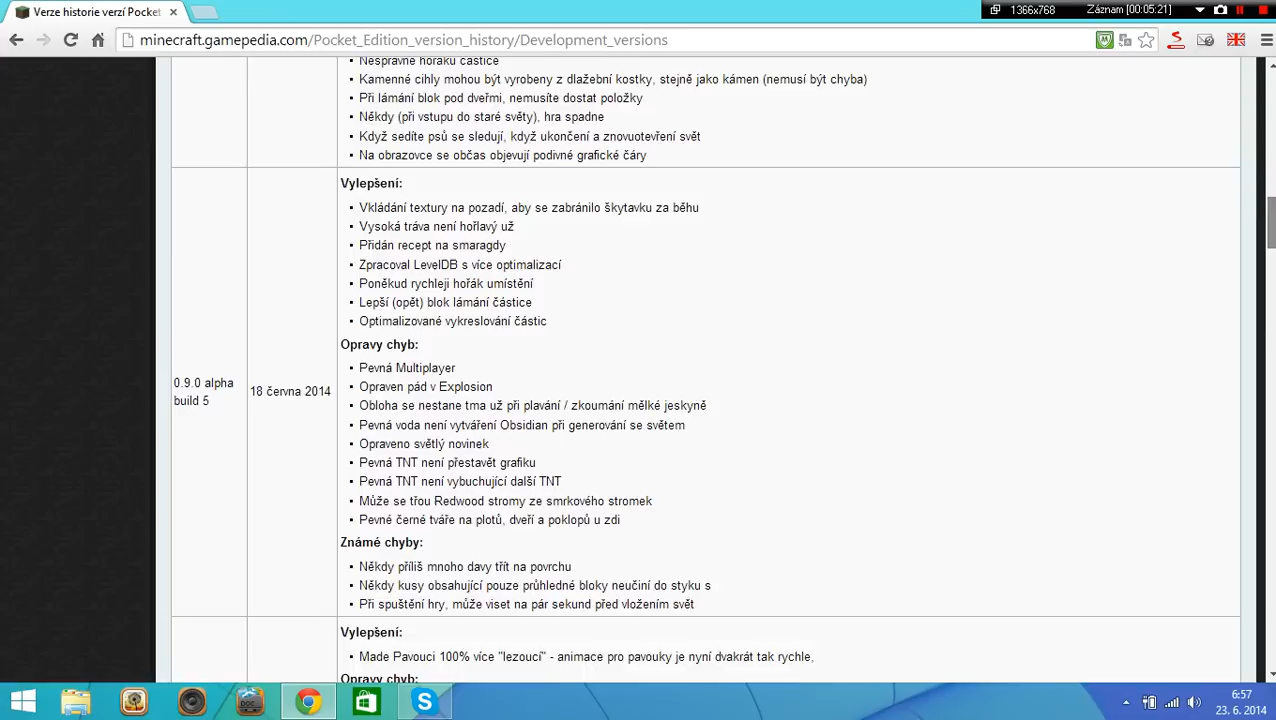 Verze historie verzí Pocket
1366x768
Záznam [00:05:21]
minecraft.gamepedia.com/Pocket_Edition_version_history/Development_versions
Nesprávné hořáku částice
Kamenné cihly mohou být vyrobeny z dlažební kostky, stejně jako kámen (nemusí být chyba)
Při lámání blok pod dveřmi, nemusíte dostat položky
Někdy (při vstupu do staré světy), hra spadne
Když sedíte psů se sledují, když ukončení a znovuotevření svět
Na obrazovce se občas objevují podivné grafické čáry
Vylepšení:
Vkládání textury na pozadí, aby se zabránilo škytavku za běhu
Vysoká tráva není hořlavý už
Přidán recept na smaragdy
Zpracoval LevelDB s více optimalizací
Poněkud rychleji hořák umístění
Lepší (opět) blok lámání částice
Optimalizované vykreslování částic
Opravy chyb:
Pevná Multiplayer
Opraven pád v Explosion
Obloha se nestane tma už při plavání / zkoumání mělké jeskyně
Pevná voda není vytváření Obsidian při generování se světem
Opraveno světlý novinek
Pevná TNT není přestavět grafiku
Pevná TNT není vybuchující další TNT
Může se třou Redwood stromy ze smrkového stromek
Pevné černé tváře na plotů, dveří a poklopů u zdi
Známé chyby:
Někdy příliš mnoho davy třít na povrchu
Někdy kusy obsahující pouze průhledné bloky neučiní do styku s
Při spuštění hry, může viset na pár sekund před vložením svět
0.9.0 alpha
build 5
18 června 2014
Vylepšení:
Made Pavouci 100% více "lezoucí" - animace pro pavouky je nyní dvakrát tak rychle,
Opravy chyb:
DOC
6:57
23. 6. 2014